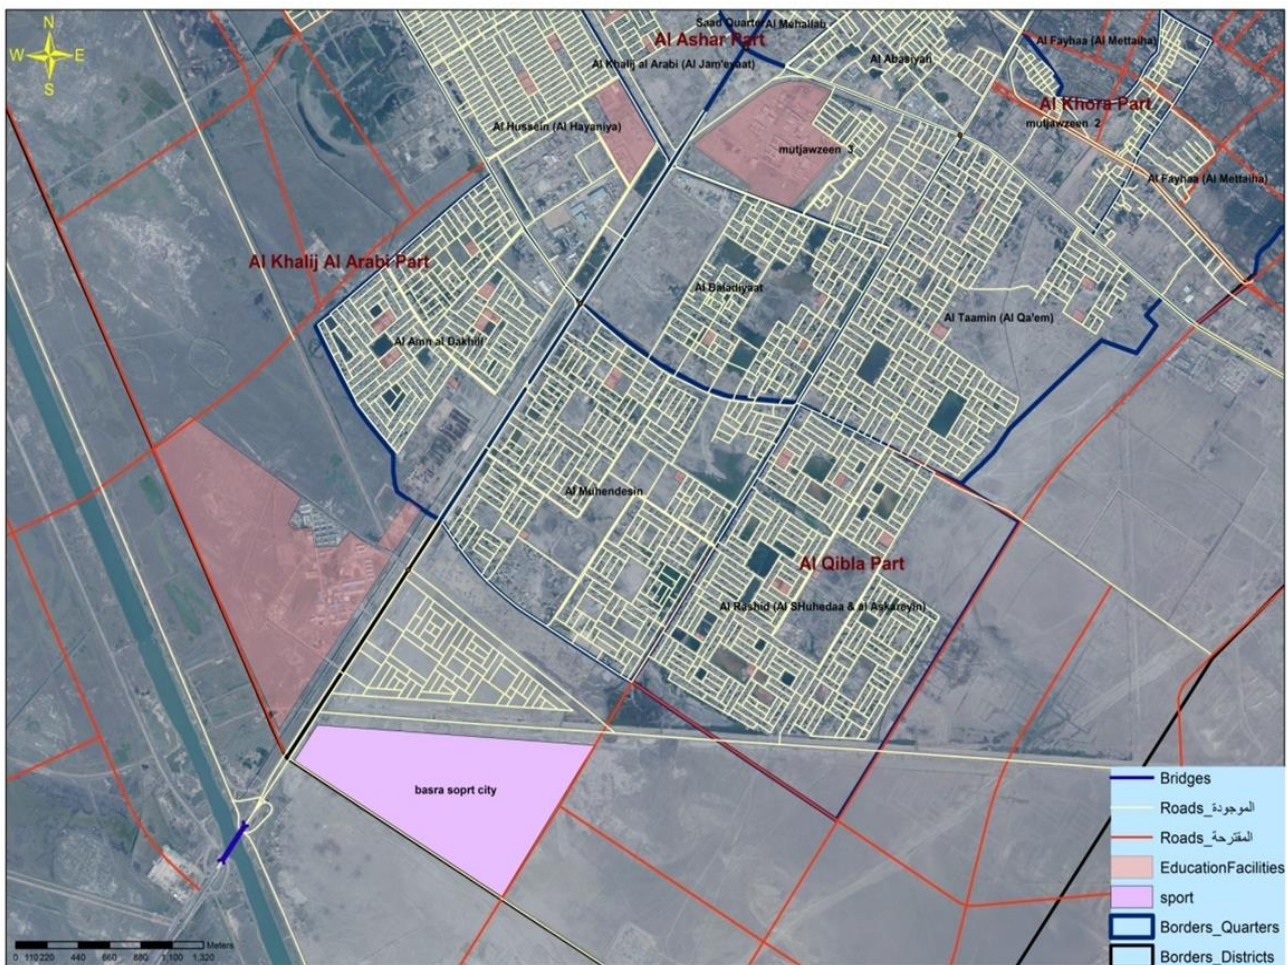 N
W E
S
Saad Quarter
Al Mehallab
Al Ashar Part
Al Khalij al Arabi (Al Jam'eyaat)
Al Abasiyah
Al Fayhaa (Al Mettaiha)
Al Khora Part
mutjawzeen 2
Al Hussein (Al Hayaniya)
mutjawzeen 3
Al Fayhaa (Al Mettaiha)
Al Khalij Al Arabi Part
Al Baladiyaat
Al Taamin (Al Qa'em)
Al Amn al Dakhili
Al Muhendesin
Al Qibla Part
Al Rashid (Al SHuhedaa & al Askareyin)
basra soprt city
Bridges
Roads_الموجودة
Roads_المقترحة
EducationFacilities
sport
Borders_Quarters
Borders_Districts
Meters
0 110 220 440 660 880 1,100 1,320